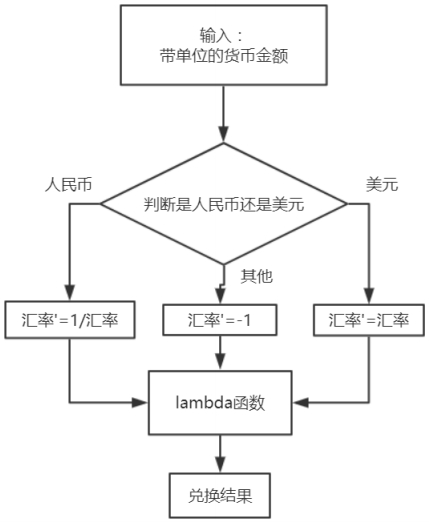 输入：
带单位的货币金额
人民币
美元
判断是人民币还是美元
其他
汇率'=1/汇率
汇率'=-1
汇率'=汇率
lambda函数
兑换结果